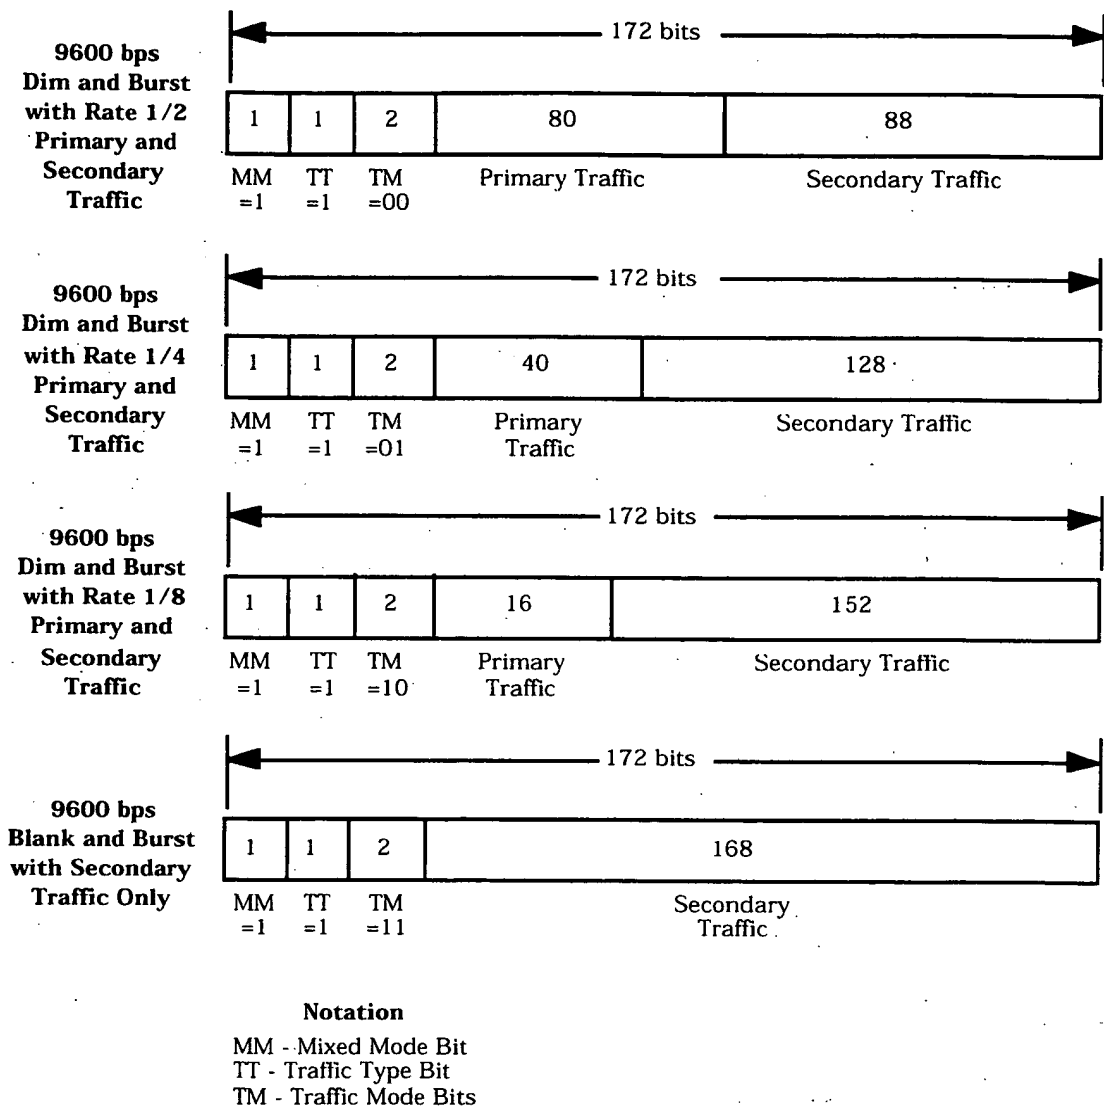 172 bits
9600 bps
Dim and Burst
with Rate 1/2
Primary and
Secondary
Traffic
1 1 2 80 88
MM TT TM Primary Traffic Secondary Traffic
=1 =1 =00
172 bits
9600 bps
Dim and Burst
with Rate 1/4
Primary and
Secondary
Traffic
1 1 2 40 128
MM TT TM Primary Secondary Traffic
=1 =1 =01 Traffic
172 bits
9600 bps
Dim and Burst
with Rate 1/8
Primary and
Secondary
Traffic
1 1 2 16 152
MM TT TM Primary Secondary Traffic
=1 =1 =10 Traffic
172 bits
9600 bps
Blank and Burst
with Secondary
Traffic Only
1 1 2 168
MM TT TM Secondary
=1 =1 =11 Traffic
Notation
MM - Mixed Mode Bit
TT - Traffic Type Bit
TM - Traffic Mode Bits